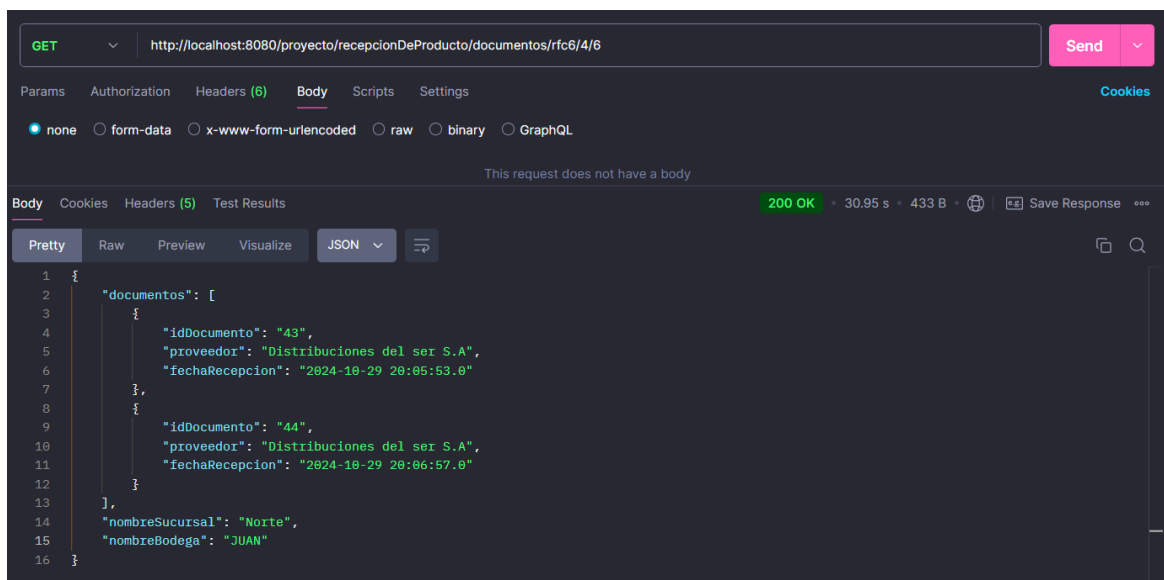 GET http://localhost:8080/proyecto/recepcionDeProducto/documentos/rfc6/4/6 Send
Params Authorization Headers (6) Body Scripts Settings Cookies
none form-data x-www-form-urlencoded raw binary GraphQL
This request does not have a body
Body Cookies Headers (5) Test Results 200 OK • 30.95 s • 433 B • e.g. Save Response
Pretty Raw Preview Visualize JSON
1 {
2 "documentos": [
3 {
4 "idDocumento": "43",
5 "proveedor": "Distribuciones del ser S.A",
6 "fechaRecepcion": "2024-10-29 20:05:53.0"
7 },
8 {
9 "idDocumento": "44",
10 "proveedor": "Distribuciones del ser S.A",
11 "fechaRecepcion": "2024-10-29 20:06:57.0"
12 }
13 ],
14 "nombreSucursal": "Norte",
15 "nombreBodega": "JUAN"
16 }